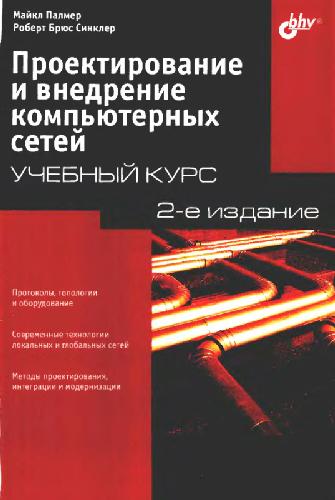 Майкл Палмер
Роберт Брюс Синклер
bhv®
Проектирование
и внедрение
компьютерных
сетей
УЧЕБНЫЙ КУРС
2-е издание
Протоколы, топологии
и оборудование
Современные технологии
локальных и глобальных сетей
Методы проектирования,
интеграции и модернизации